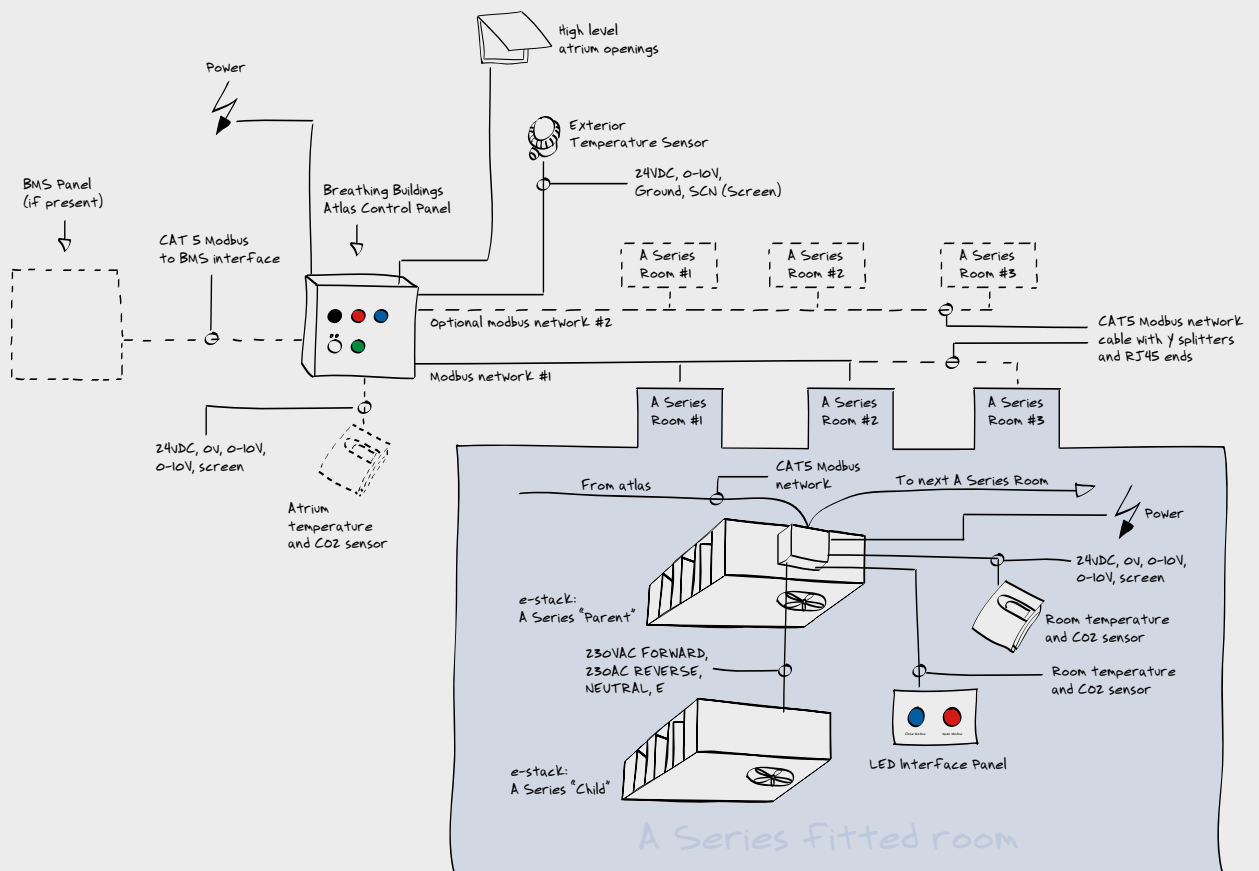 High level
atrium openings
Power
Exterior
Temperature Sensor
24VDC, 0-10V,
Ground, SCN (Screen)
BMS Panel
(if present)
Breathing Buildings
Atlas Control Panel
CAT 5 Modbus
to BMS interface
A Series
Room #1
A Series
Room #2
A Series
Room #3
Optional modbus network #2
CAT5 Modbus network
cable with Y splitters
and RJ45 ends
Modbus network #1
A Series
Room #1
A Series
Room #2
A Series
Room #3
24vDC, 0v, 0-10V,
0-10V, screen
Atrium
temperature
and CO2 sensor
From atlas
CAT5 Modbus
network
To next A Series Room
Power
24vDC, 0v, 0-10V,
0-10V, screen
e-stack:
A Series "Parent"
Room temperature
and CO2 sensor
230VAC FORWARD,
230AC REVERSE,
NEUTRAL, E
Room temperature
and CO2 sensor
LED Interface Panel
e-stack:
A Series "Child"
A Series fitted room